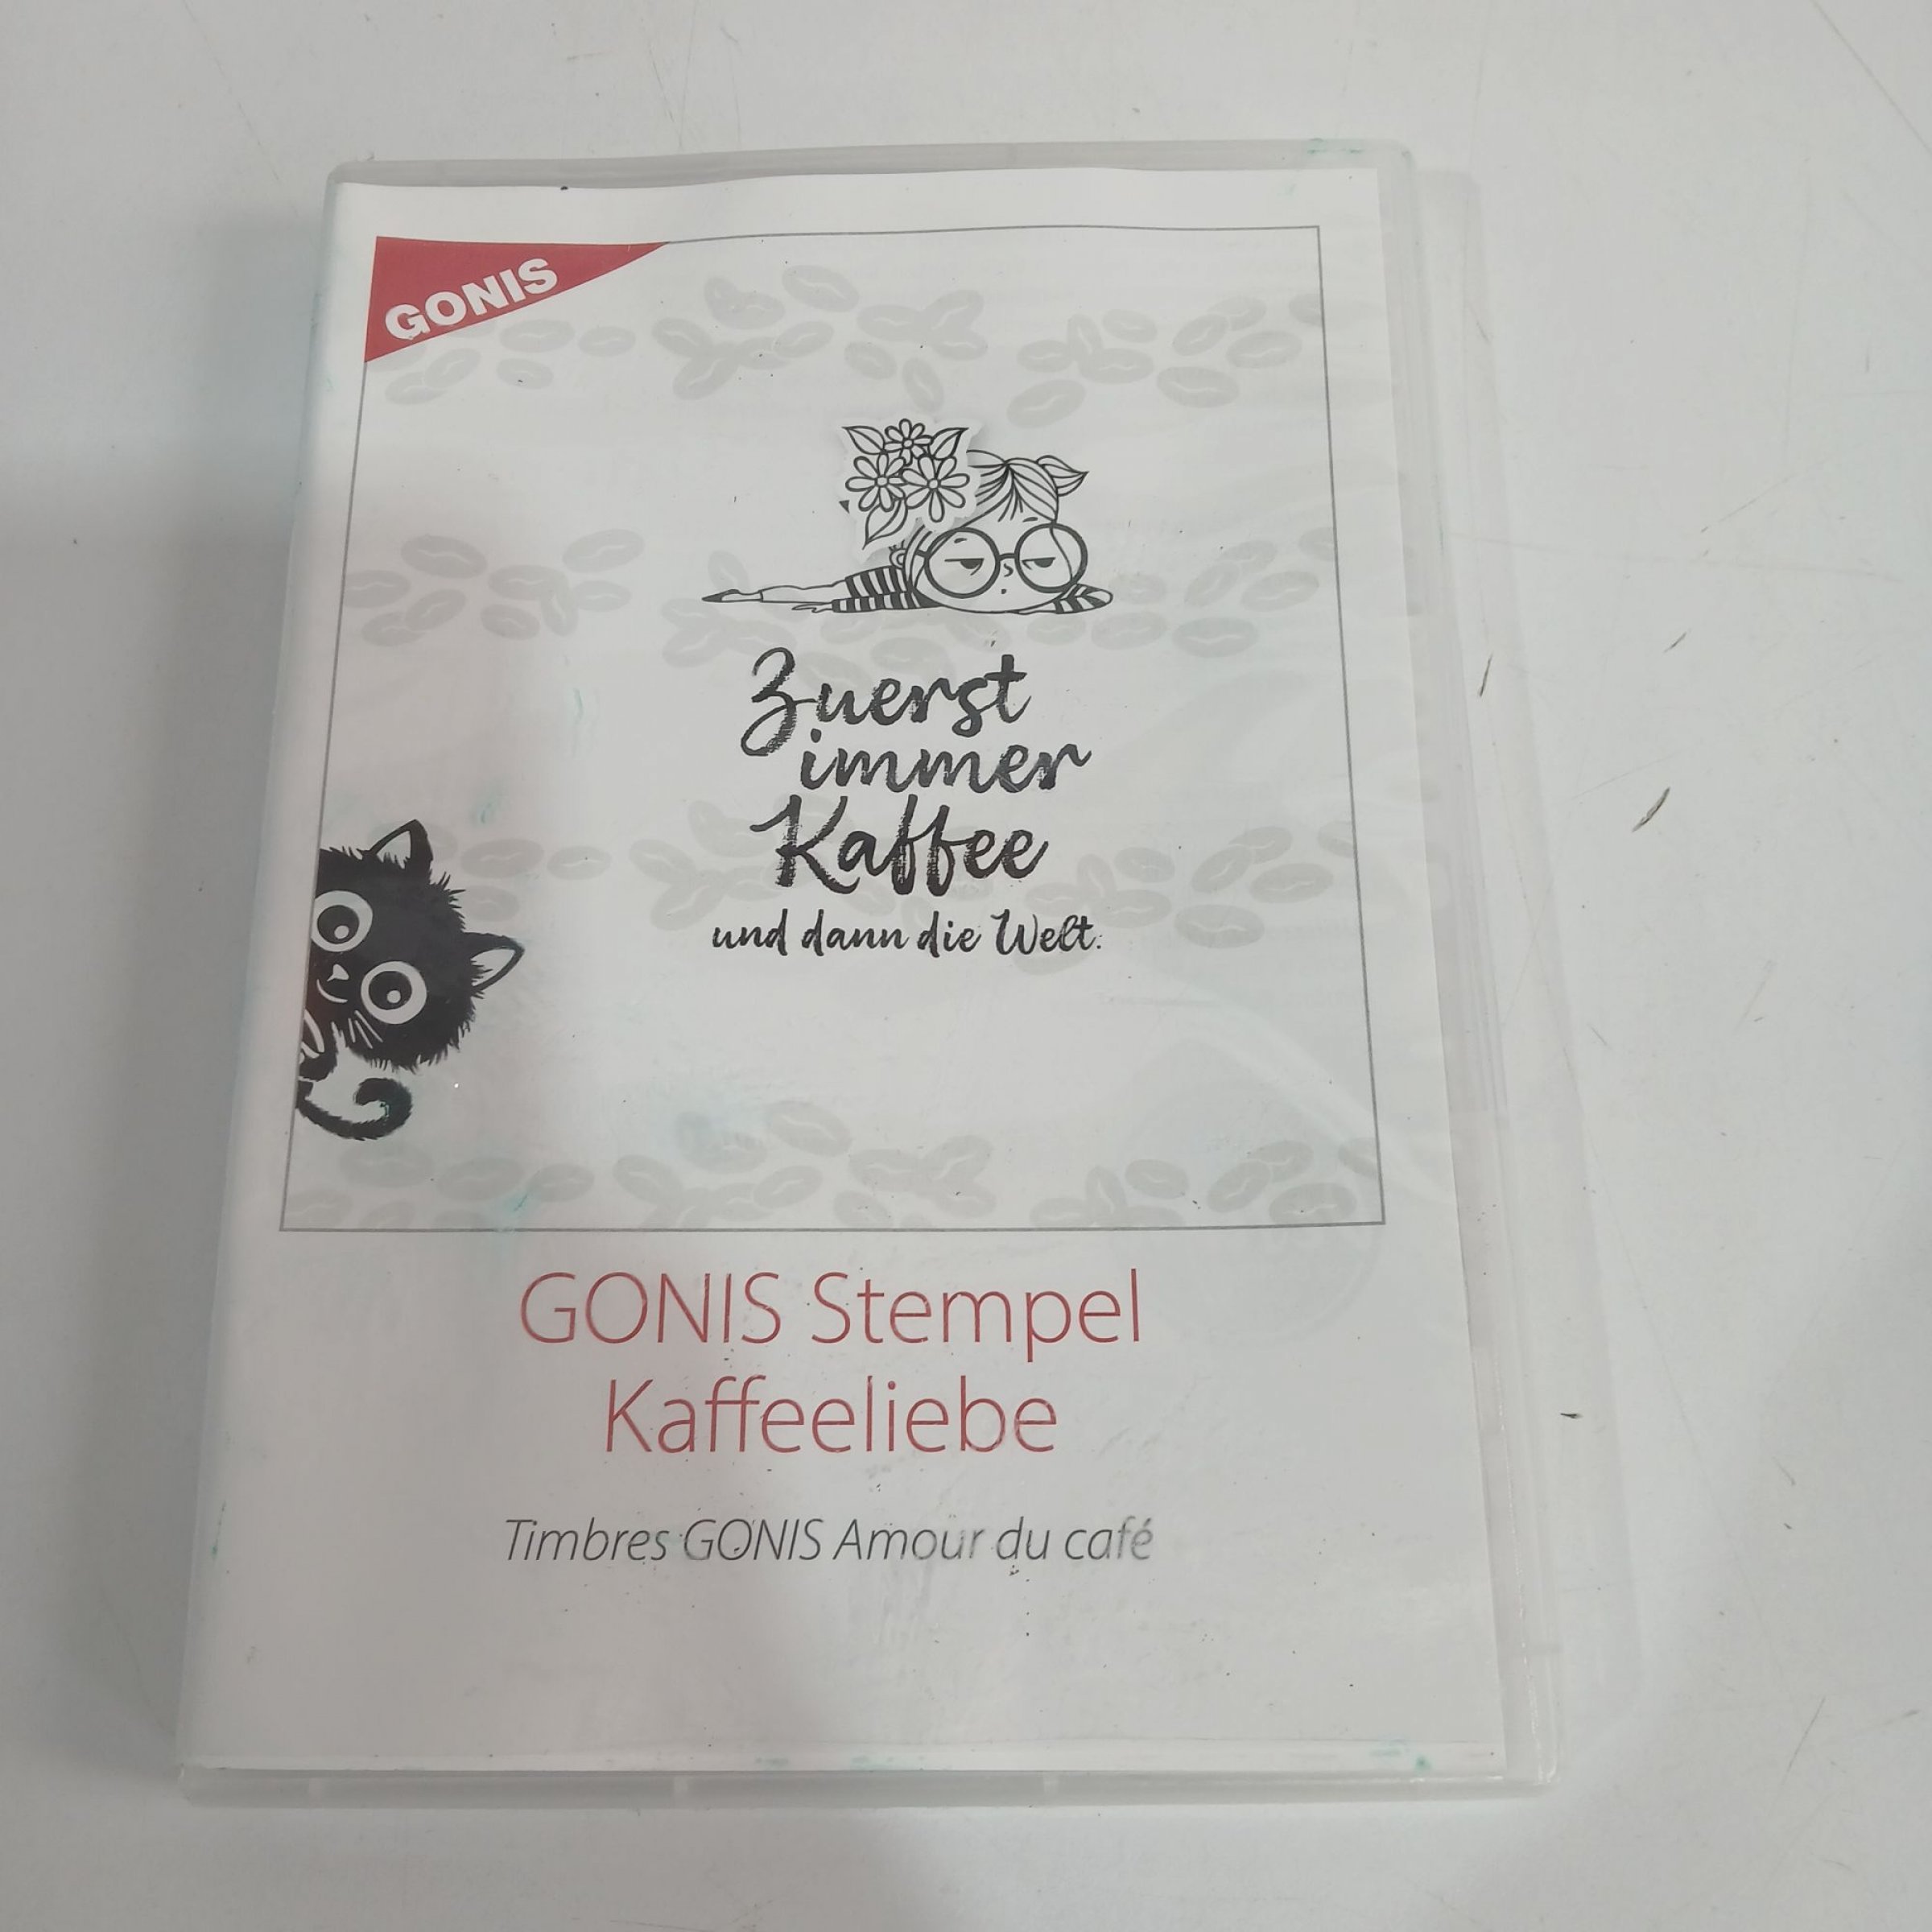 GONIS
Zuerst
immer
Kaffee
und dann die Welt.
GONIS Stempel
Kaffeeliebe
Timbres GONIS Amour du café